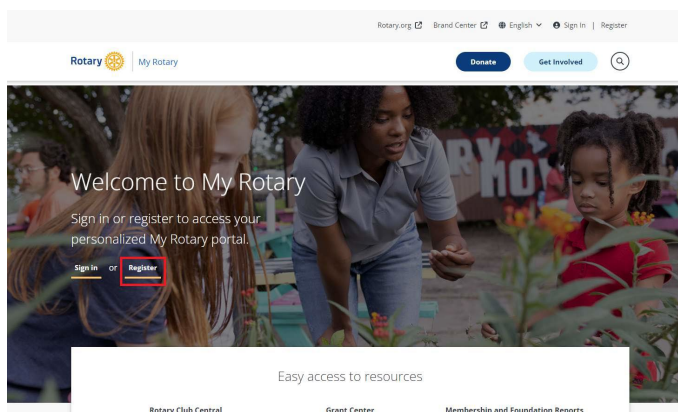 Rotary.org Brand Center English Sign In | Register
Rotary My Rotary Donate Get Involved
Welcome to My Rotary
Sign in or register to access your
personalized My Rotary portal.
Sign in or Register
Easy access to resources
Rotary Club Central Grant Center Membership and Foundation Reports